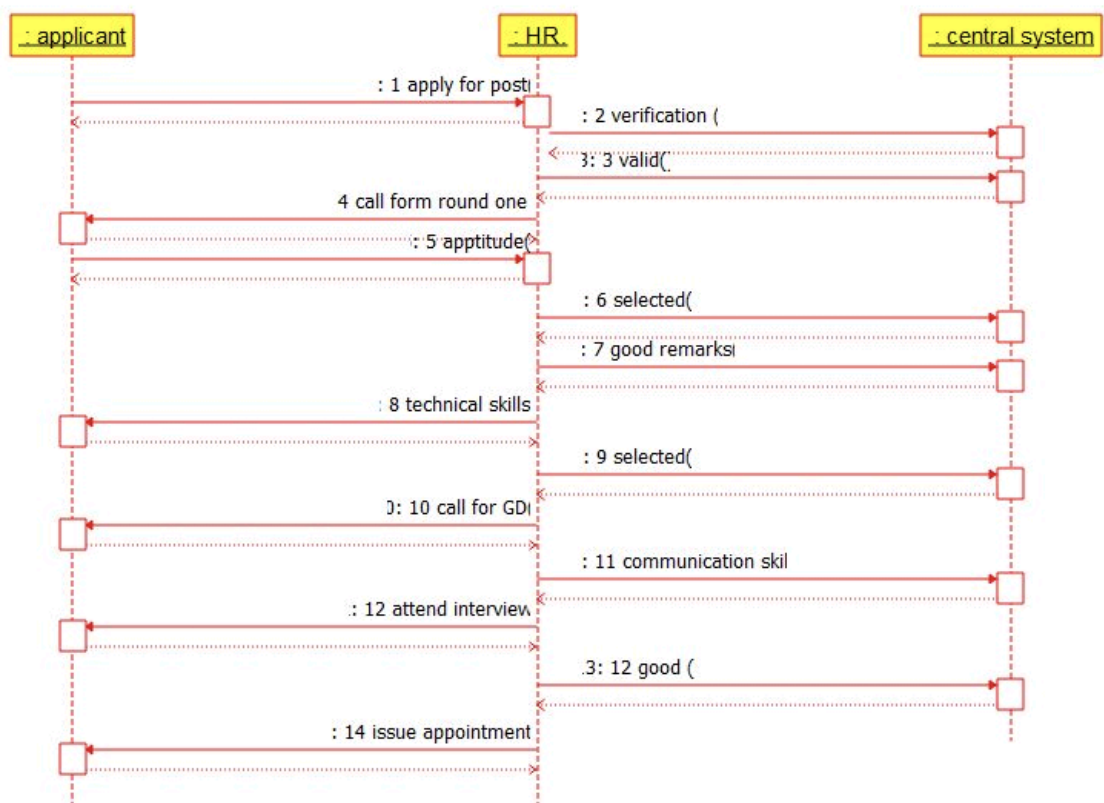 : applicant
: HR.
: central system
: 1 apply for post(
: 2 verification (
3: 3 valid(
4 call form round one
: 5 apptitude(
: 6 selected(
: 7 good remarks(
: 8 technical skills
: 9 selected(
0: 10 call for GD(
: 11 communication skil
: 12 attend interview
.3: 12 good (
: 14 issue appointment